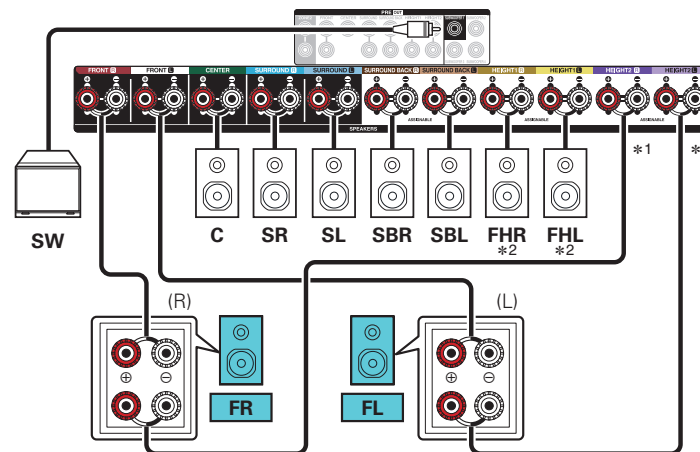 PRE OUT
FRONT R
FRONT L
CENTER
SURROUND R
SURROUND L
SURROUND BACK R
SURROUND BACK L
HEIGHT1 R
HEIGHT1 L
HEIGHT2 R
HEIGHT2 L
ASSIGNABLE
ASSIGNABLE
ASSIGNABLE
SPEAKERS
*1
*
SW
C
SR
SL
SBR
SBL
FHR
*2
FHL
*2
(R)
(L)
FR
FL